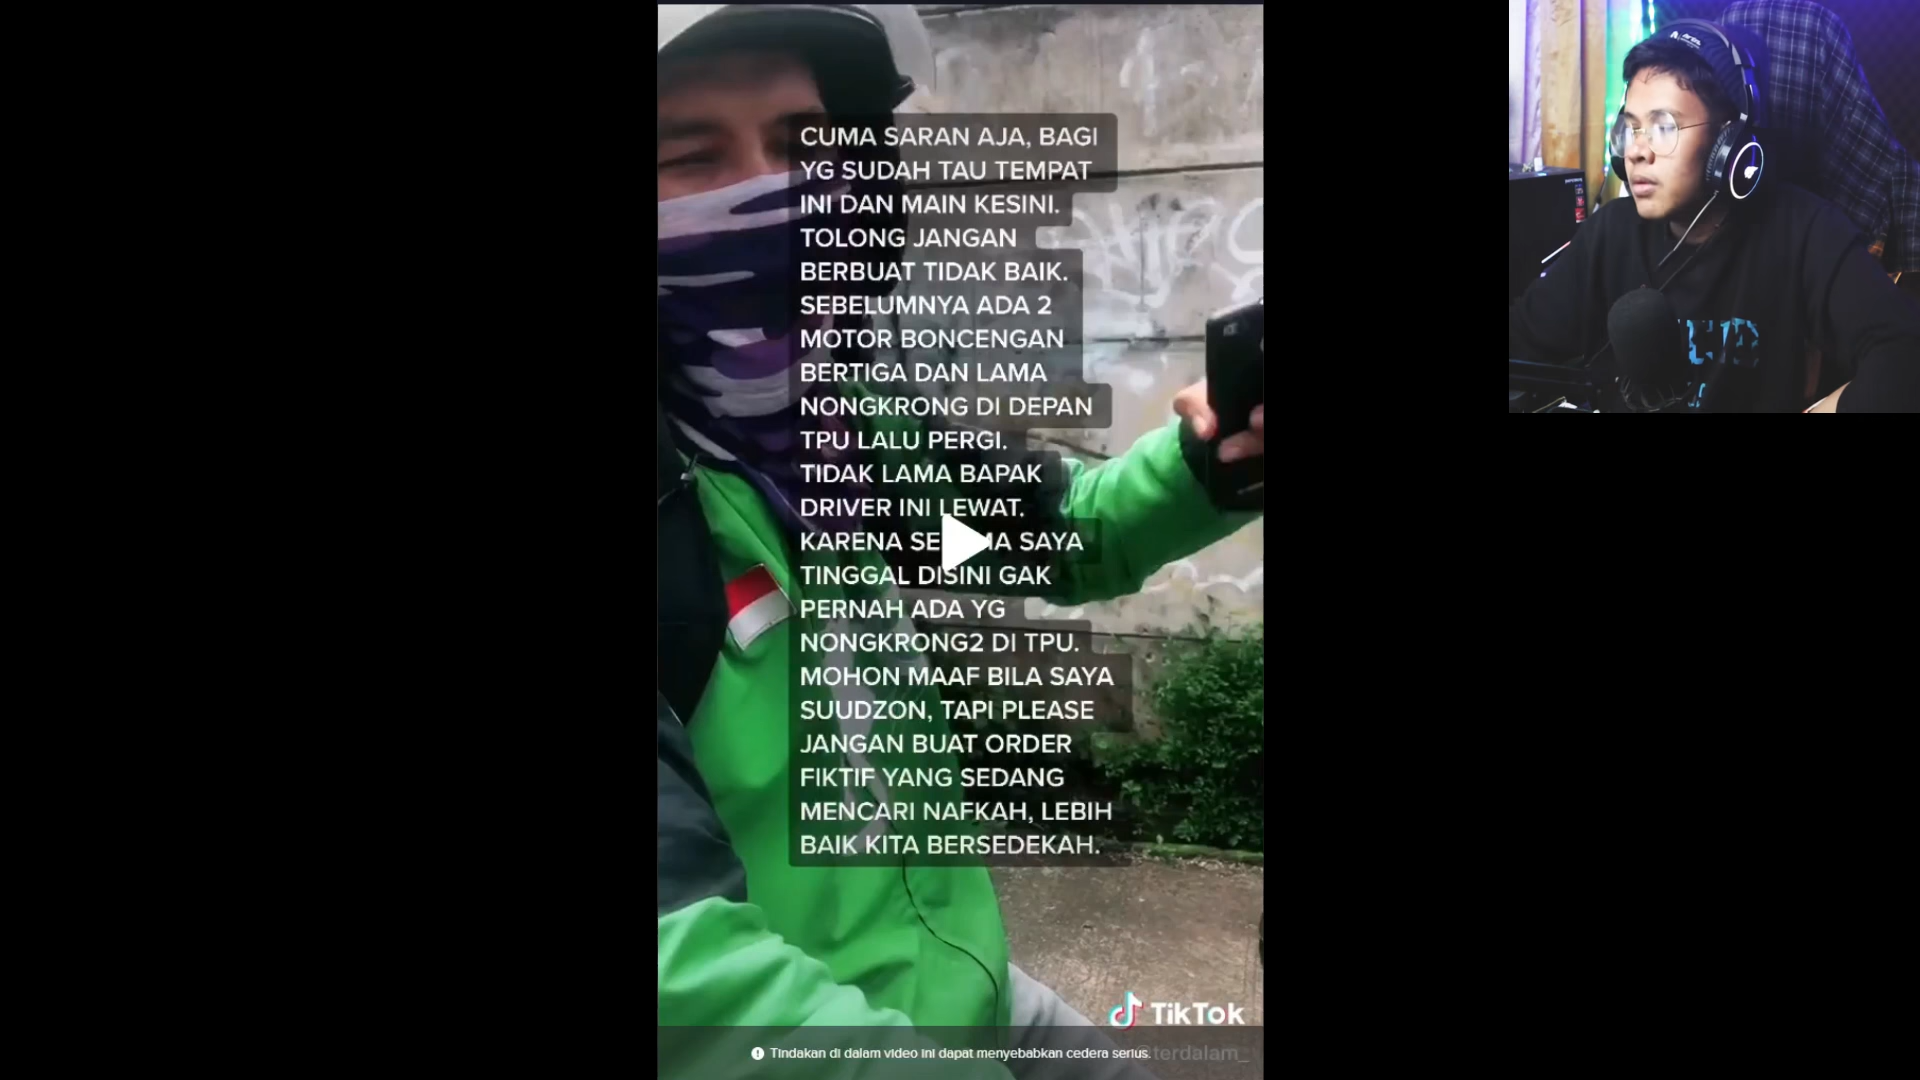 CUMA SARAN AJA, BAGI
YG SUDAH TAU TEMPAT
INI DAN MAIN KESINI.
TOLONG JANGAN
BERBUAT TIDAK BAIK.
SEBELUMNYA ADA 2
MOTOR BONCENGAN
BERTIGA DAN LAMA
NONGKRONG DI DEPAN
TPU LALU PERGI.
TIDAK LAMA BAPAK
DRIVER INI LEWAT.
KARENA SAYA
TINGGAL DISINI GAK
PERNAH ADA YG
NONGKRONG2 DI TPU.
MOHON MAAF BILA SAYA
SUUDZON, TAPI PLEASE
JANGAN BUAT ORDER
FIKTIF YANG SEDANG
MENCARI NAFKAH, LEBIH
BAIK KITA BERSEDEKAH.
TikTok
Tindakan di dalam video ini dapat menyebabkan cedera serius.
@terdalam_